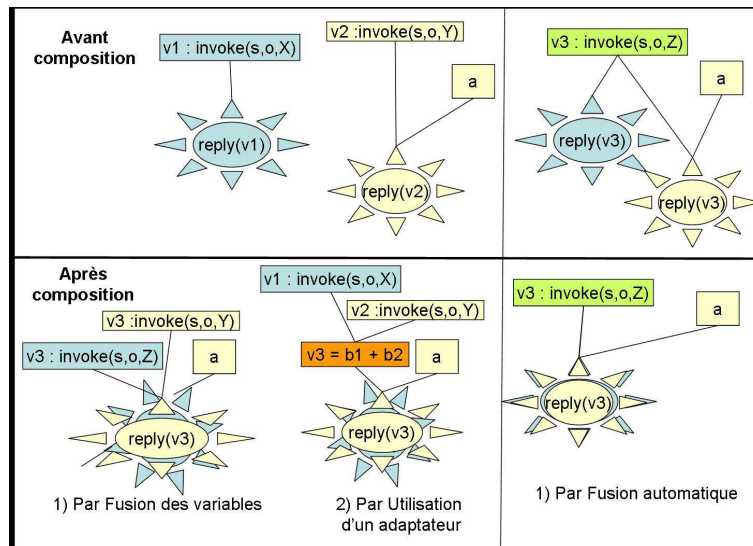 Avant
composition
v1 : invoke(s,o,X)
reply(v1)
v2 :invoke(s,o,Y)
a
reply(v2)
v3 : invoke(s,o,Z)
a
reply(v3)
reply(v3)
Après
composition
v3 :invoke(s,o,Y)
v3 : invoke(s,o,Z)
a
reply(v3)
1) Par Fusion des variables
v1 : invoke(s,o,X)
v2 :invoke(s,o,Y)
v3 = b1 + b2
a
reply(v3)
2) Par Utilisation
d'un adaptateur
v3 : invoke(s,o,Z)
a
reply(v3)
1) Par Fusion automatique